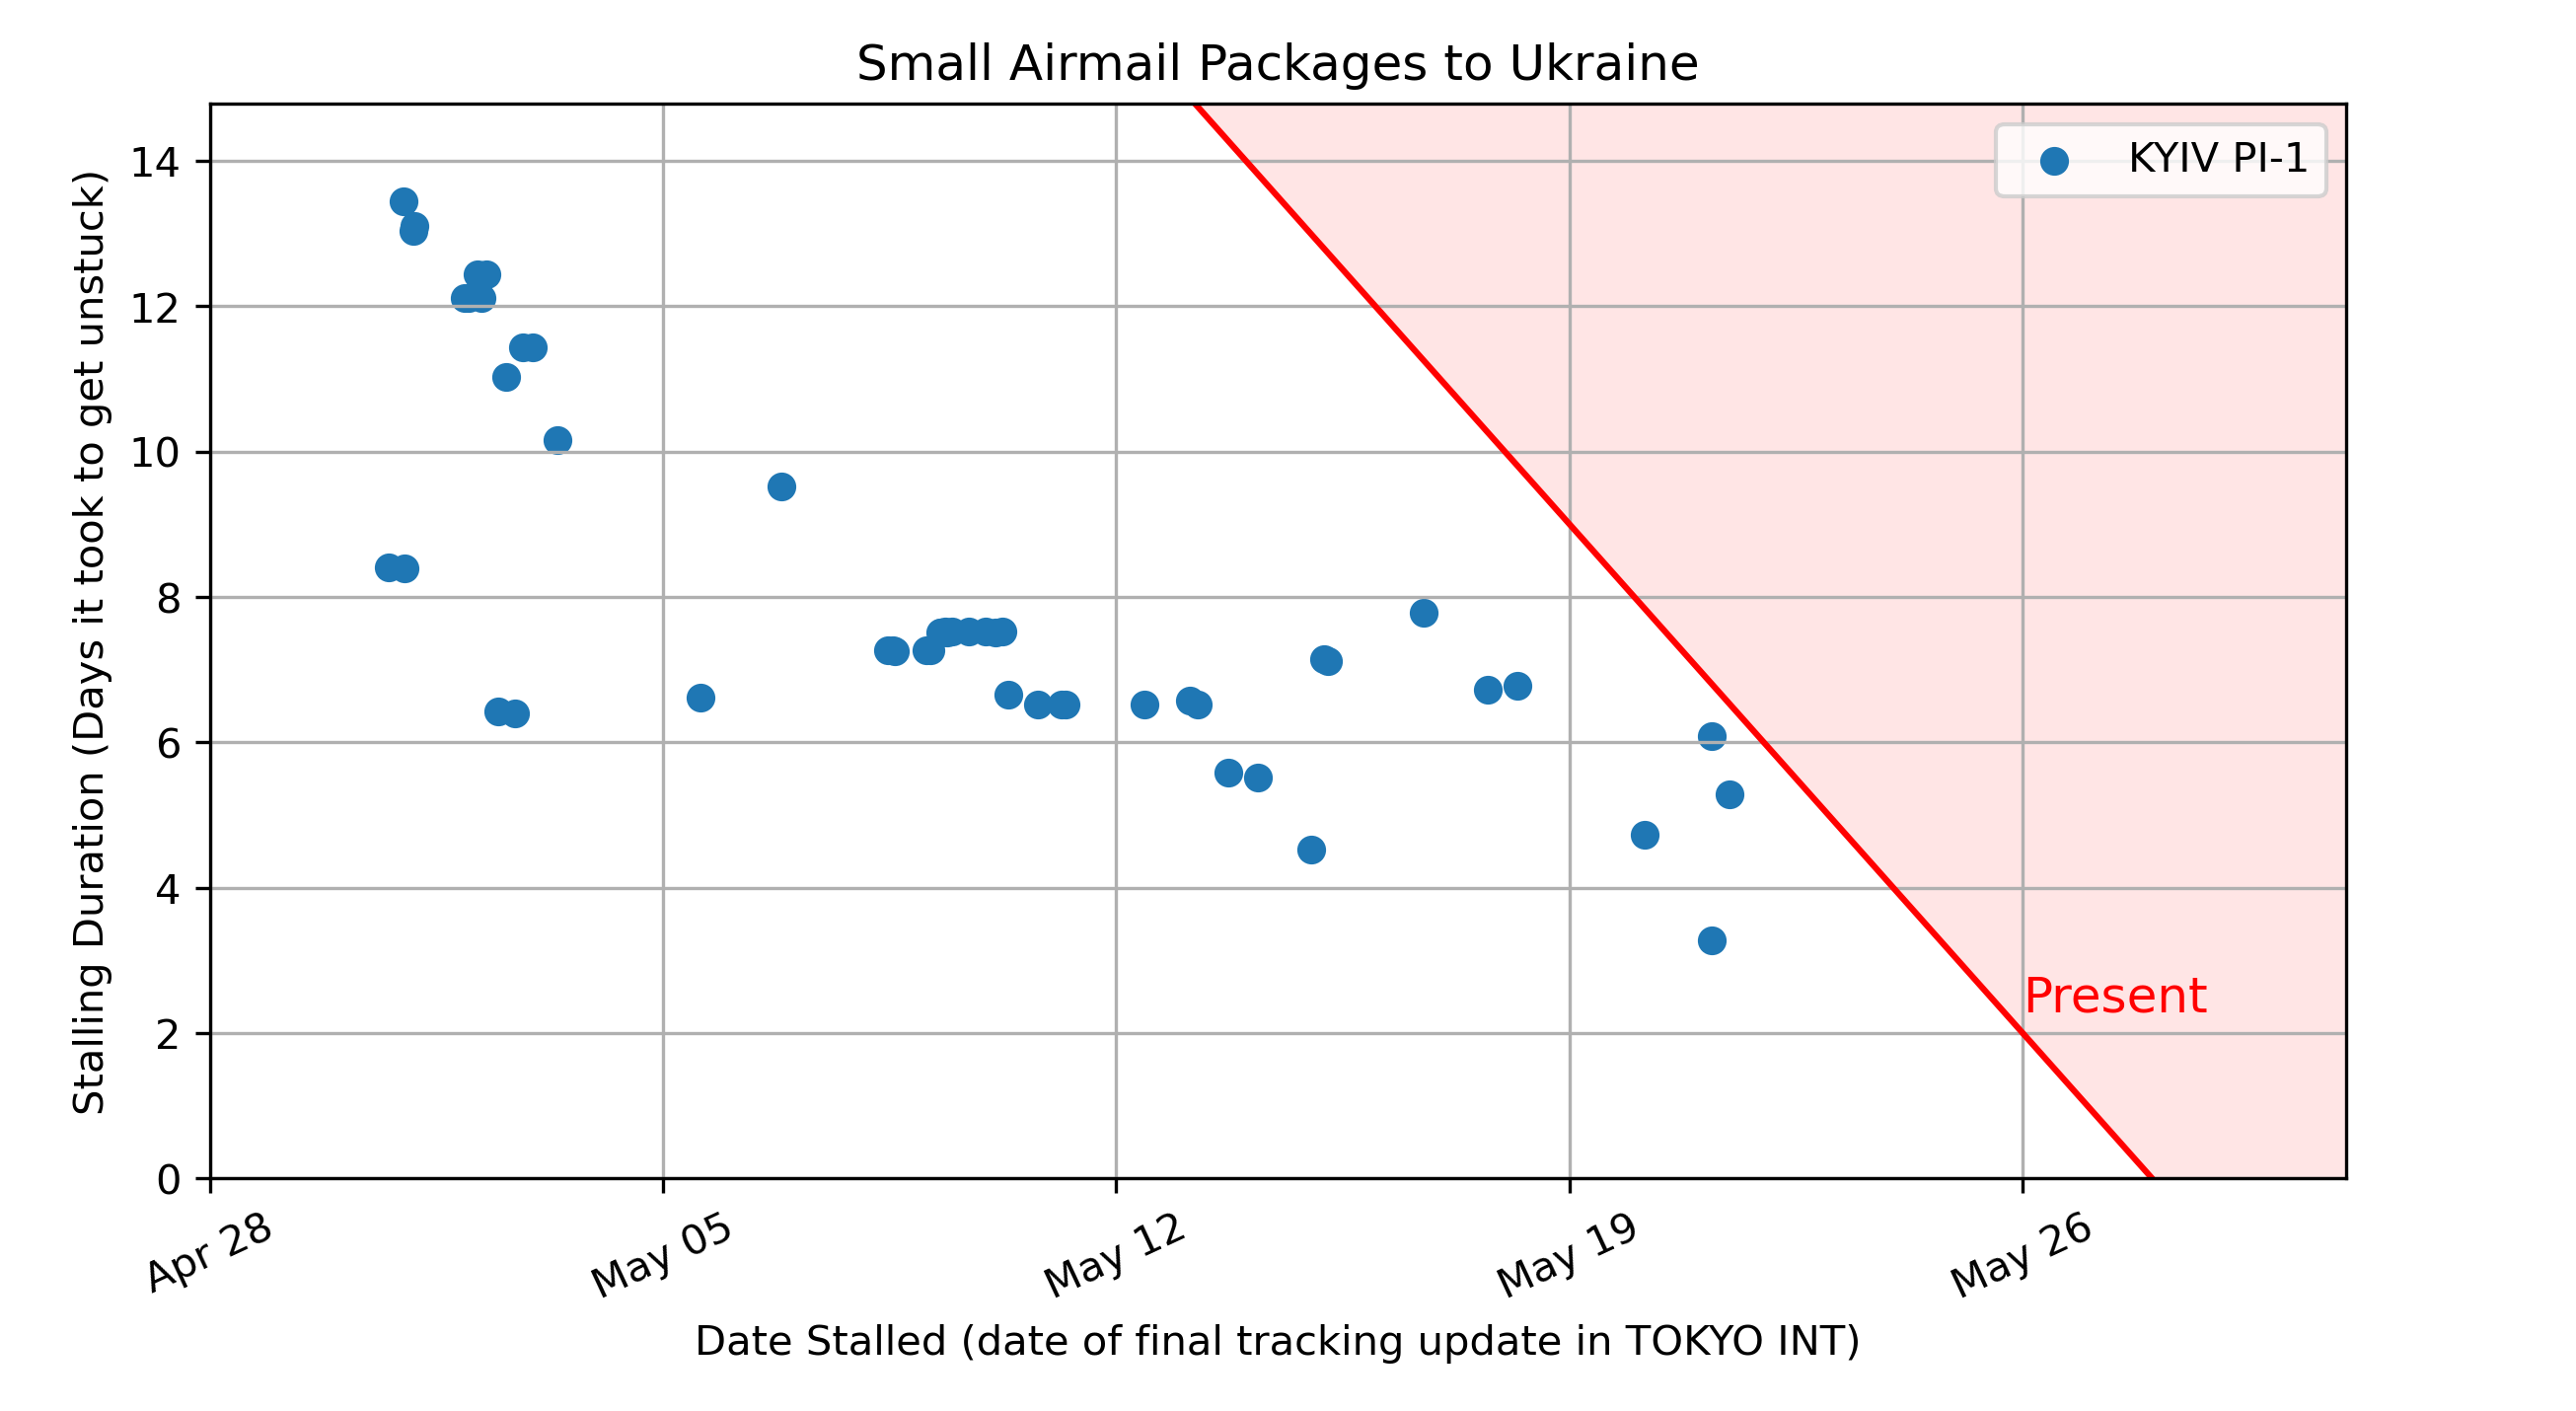 Small Airmail Packages to Ukraine
KYIV PI-1
Stalling Duration (Days it took to get unstuck)
14
12
10
8
6
4
2
0
Present
Apr 28
May 05
May 12
May 19
May 26
Date Stalled (date of final tracking update in TOKYO INT)